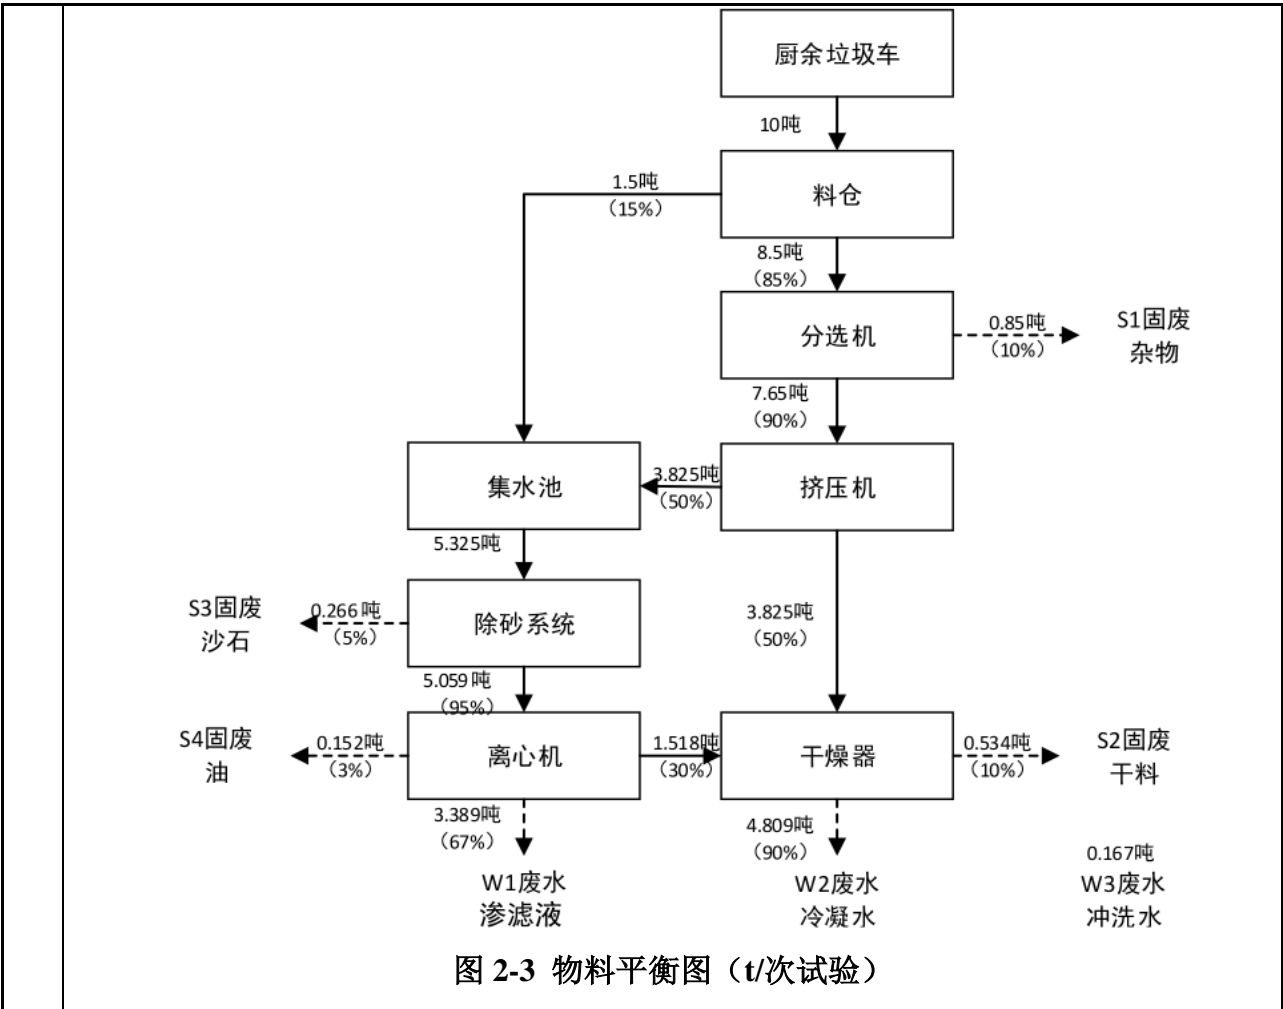 厨余垃圾车
10吨
1.5吨
（15%）
料仓
8.5吨
（85%）
分选机
0.85吨
（10%）
S1固废
杂物
7.65吨
（90%）
集水池
3.825吨
（50%）
挤压机
5.325吨
S3固废
沙石
0.266吨
（5%）
除砂系统
3.825吨
（50%）
5.059吨
（95%）
S4固废
油
0.152吨
（3%）
离心机
1.518吨
（30%）
干燥器
0.534吨
（10%）
S2固废
干料
3.389吨
（67%）
4.809吨
（90%）
0.167吨
W1废水
渗滤液
W2废水
冷凝水
W3废水
冲洗水
图 2-3 物料平衡图（t/次试验）